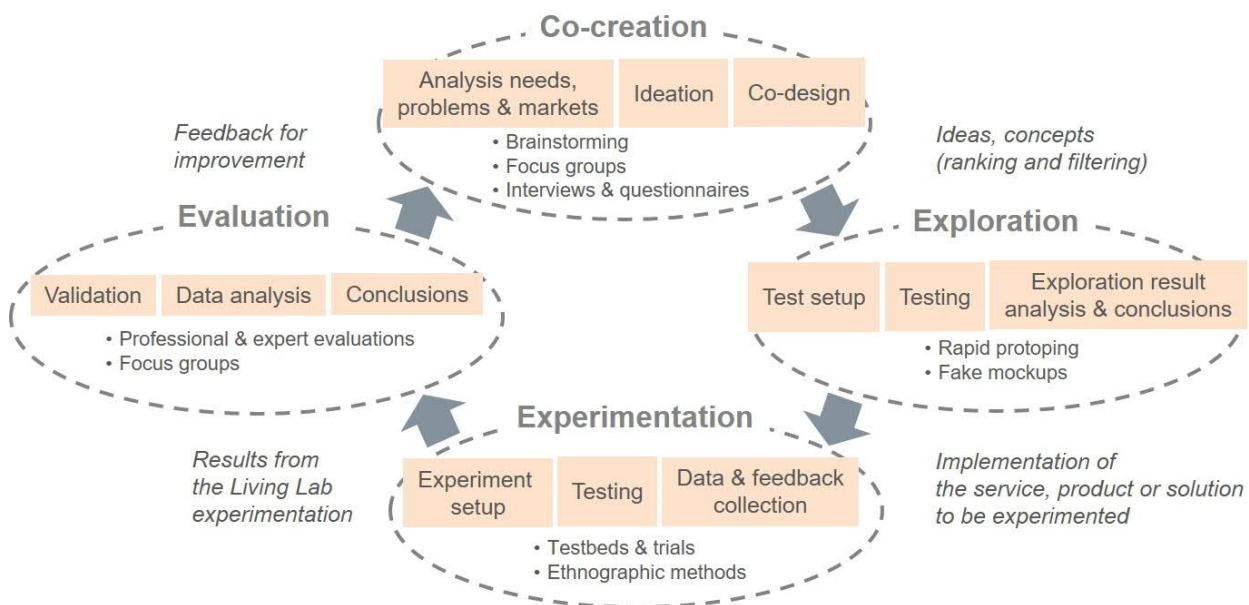 Co-creation
Analysis needs,
problems & markets
Ideation
Co-design
• Brainstorming
• Focus groups
• Interviews & questionnaires
Feedback for
improvement
Ideas, concepts
(ranking and filtering)
Evaluation
Validation
Data analysis
Conclusions
• Professional & expert evaluations
• Focus groups
Exploration
Test setup
Testing
Exploration result
analysis & conclusions
• Rapid protoping
• Fake mockups
Experimentation
Experiment
setup
Testing
Data & feedback
collection
• Testbeds & trials
• Ethnographic methods
Results from
the Living Lab
experimentation
Implementation of
the service, product or solution
to be experimented